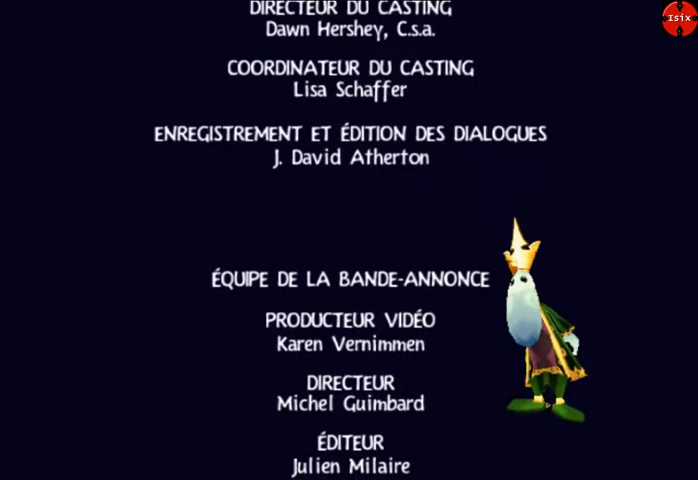 DIRECTEUR DU CASTING
Dawn Hershey, C.s.a.
COORDINATEUR DU CASTING
Lisa Schaffer
ENREGISTREMENT ET ÉDITION DES DIALOGUES
J. David Atherton
ÉQUIPE DE LA BANDE-ANNONCE
PRODUCTEUR VIDÉO
Karen Vernimmen
DIRECTEUR
Michel Guimbard
ÉDITEUR
Julien Milaire
Isix